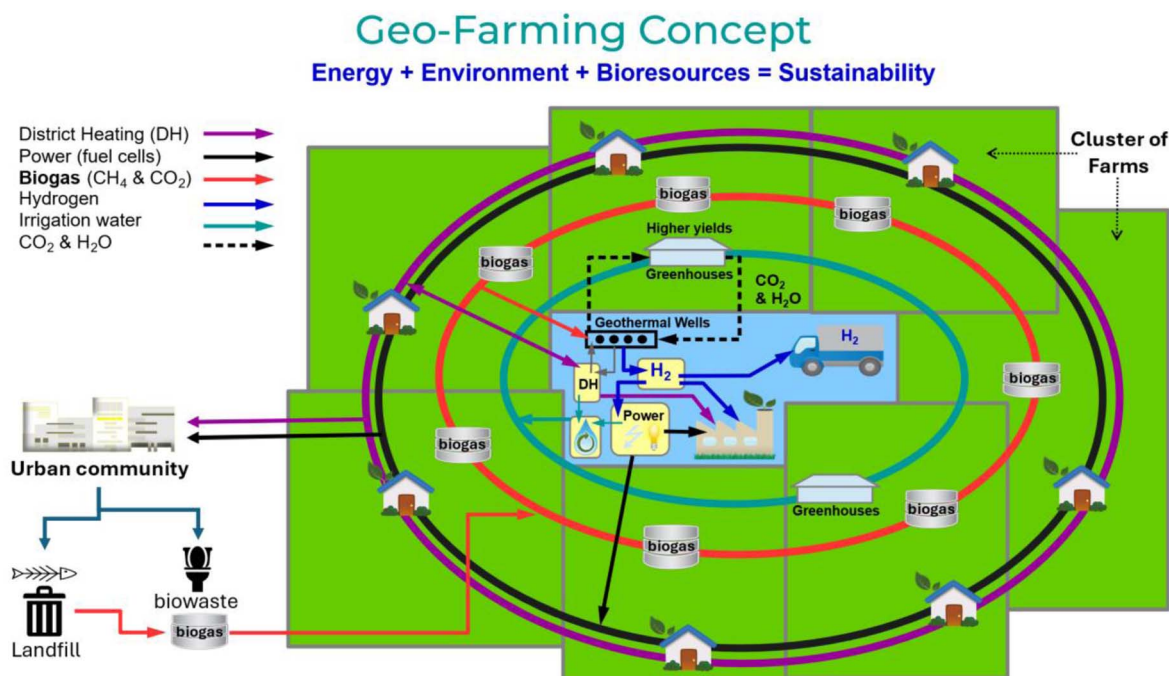 Geo-Farming Concept
Energy + Environment + Bioresources = Sustainability
District Heating (DH)
Power (fuel cells)
Biogas (CH₄ & CO₂)
Hydrogen
Irrigation water
CO₂ & H₂O
Cluster of
Farms
biogas
biogas
biogas
Higher yields
Greenhouses
CO₂
& H₂O
Geothermal Wells
H₂
DH
H₂
Power
biogas
biogas
biogas
biogas
Greenhouses
Urban community
biowaste
biogas
Landfill